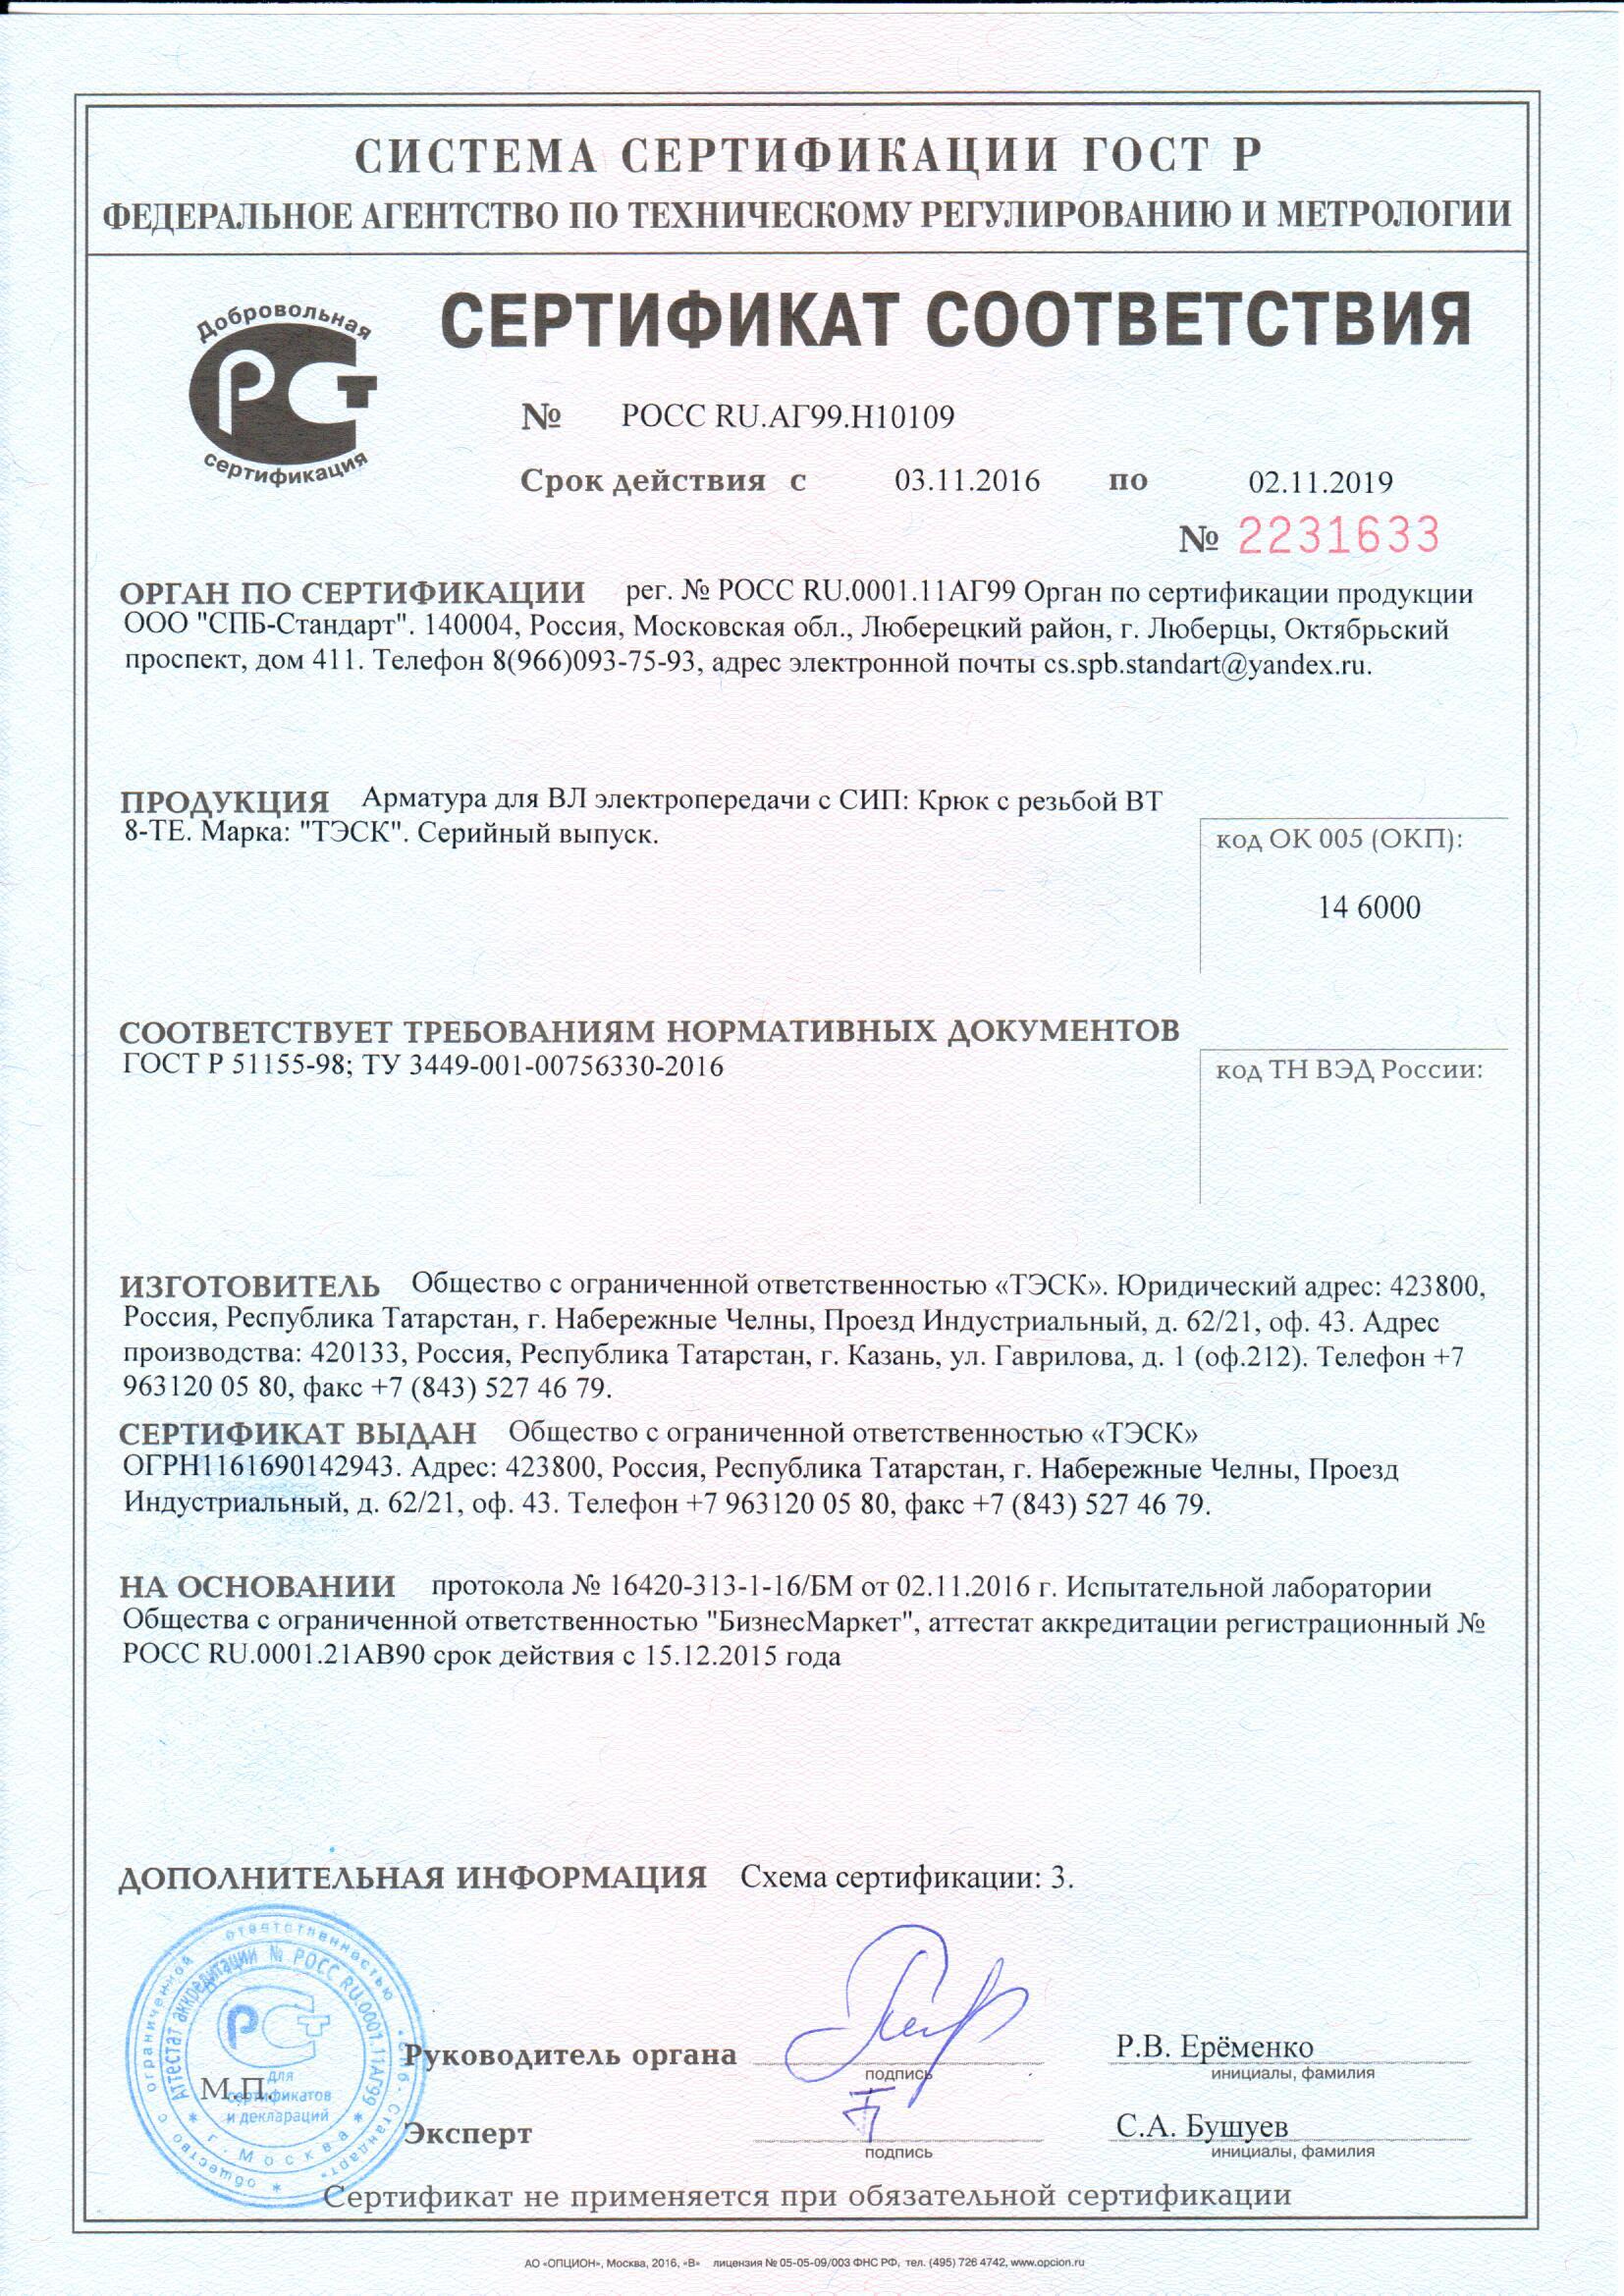 СИСТЕМА СЕРТИФИКАЦИИ ГОСТ Р
ФЕДЕРАЛЬНОЕ АГЕНТСТВО ПО ТЕХНИЧЕСКОМУ РЕГУЛИРОВАНИЮ И МЕТРОЛОГИИ
Добровольная
РСТ
сертификация
СЕРТИФИКАТ СООТВЕТСТВИЯ
№ РОСС RU.АГ99.Н10109
Срок действия с 03.11.2016 по 02.11.2019
№ 2231633
ОРГАН ПО СЕРТИФИКАЦИИ рег. № РОСС RU.0001.11АГ99 Орган по сертификации продукции
ООО "СПБ-Стандарт". 140004, Россия, Московская обл., Люберецкий район, г. Люберцы, Октябрьский
проспект, дом 411. Телефон 8(966)093-75-93, адрес электронной почты cs.spb.standart@yandex.ru.
ПРОДУКЦИЯ Арматура для ВЛ электропередачи с СИП: Крюк с резьбой ВТ
8-ТЕ. Марка: "ТЭСК". Серийный выпуск.
код ОК 005 (ОКП):
14 6000
СООТВЕТСТВУЕТ ТРЕБОВАНИЯМ НОРМАТИВНЫХ ДОКУМЕНТОВ
ГОСТ Р 51155-98; ТУ 3449-001-00756330-2016
код ТН ВЭД России:
ИЗГОТОВИТЕЛЬ Общество с ограниченной ответственностью «ТЭСК». Юридический адрес: 423800,
Россия, Республика Татарстан, г. Набережные Челны, Проезд Индустриальный, д. 62/21, оф. 43. Адрес
производства: 420133, Россия, Республика Татарстан, г. Казань, ул. Гаврилова, д. 1 (оф.212). Телефон +7
963120 05 80, факс +7 (843) 527 46 79.
СЕРТИФИКАТ ВЫДАН Общество с ограниченной ответственностью «ТЭСК»
ОГРН1161690142943. Адрес: 423800, Россия, Республика Татарстан, г. Набережные Челны, Проезд
Индустриальный, д. 62/21, оф. 43. Телефон +7 963120 05 80, факс +7 (843) 527 46 79.
НА ОСНОВАНИИ протокола № 16420-313-1-16/БМ от 02.11.2016 г. Испытательной лаборатории
Общества с ограниченной ответственностью "БизнесМаркет", аттестат аккредитации регистрационный №
РОСС RU.0001.21АВ90 срок действия с 15.12.2015 года
ДОПОЛНИТЕЛЬНАЯ ИНФОРМАЦИЯ Схема сертификации: 3.
общество с ограниченной ответственностью "СПБ-Стандарт"
Аттестат аккредитации № РОСС RU.0001.11АГ99
для
сертификатов
и деклараций
г. Москва
М.П.
Руководитель органа
подпись
Р.В. Ерёменко
инициалы, фамилия
Эксперт
подпись
С.А. Бушуев
инициалы, фамилия
Сертификат не применяется при обязательной сертификации
АО «ОПЦИОН», Москва, 2016, «В» лицензия № 05-05-09/003 ФНС РФ, тел. (495) 726 4742, www.opcion.ru